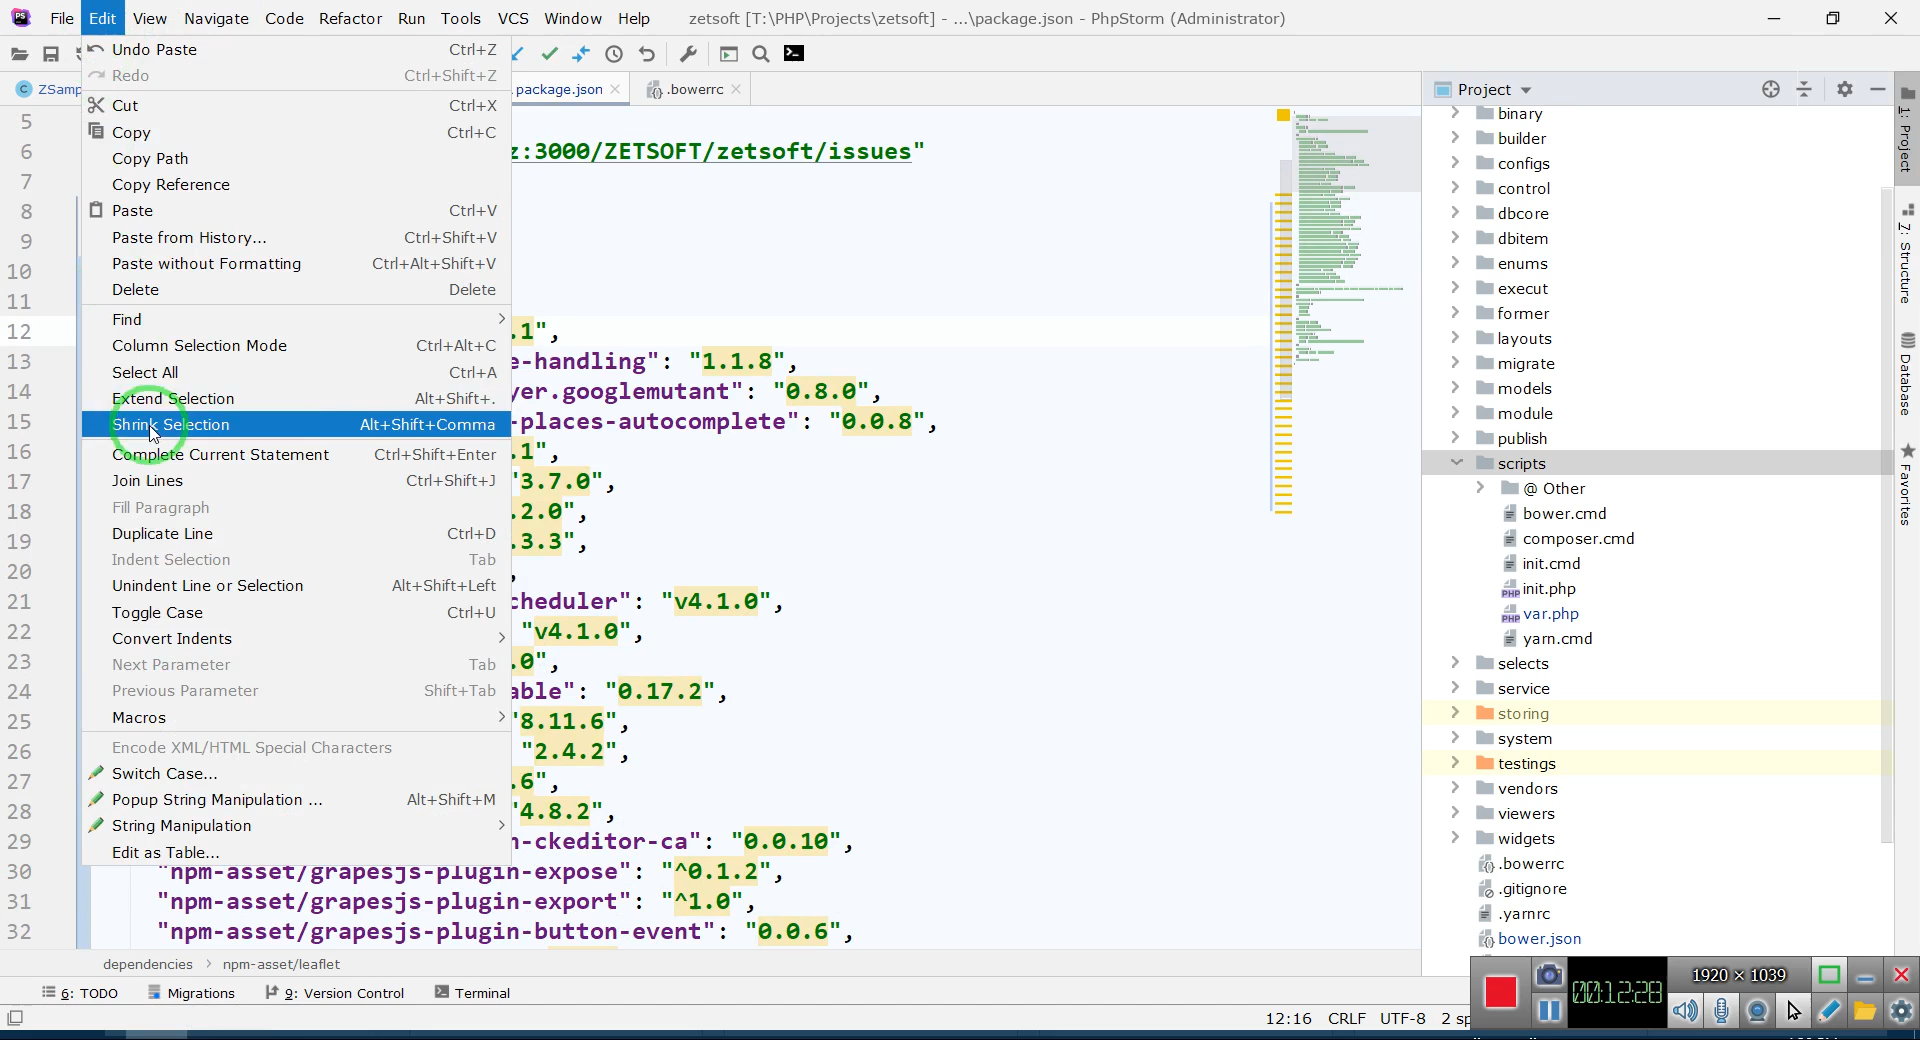 PS File Edit View Navigate Code Refactor Run Tools VCS Window Help zetsoft [T:\PHP\Projects\zetsoft] - ...\package.json - PhpStorm (Administrator)
C ZSamp package.json .bowerrc
Undo Paste Ctrl+Z
Redo Ctrl+Shift+Z
Cut Ctrl+X
Copy Ctrl+C
Copy Path
Copy Reference
Paste Ctrl+V
Paste from History... Ctrl+Shift+V
Paste without Formatting Ctrl+Alt+Shift+V
Delete Delete
Find
Column Selection Mode Ctrl+Alt+C
Select All Ctrl+A
Extend Selection Alt+Shift+.
Shrink Selection Alt+Shift+Comma
Complete Current Statement Ctrl+Shift+Enter
Join Lines Ctrl+Shift+J
Fill Paragraph
Duplicate Line Ctrl+D
Indent Selection Tab
Unindent Line or Selection Alt+Shift+Left
Toggle Case Ctrl+U
Convert Indents
Next Parameter Tab
Previous Parameter Shift+Tab
Macros
Encode XML/HTML Special Characters
Switch Case...
Popup String Manipulation ... Alt+Shift+M
String Manipulation
Edit as Table...
5
6 z:3000/ZETSOFT/zetsoft/issues"
7
8
9
10
11
12 .1",
13 e-handling": "1.1.8",
14 yer.googlemutant": "0.8.0",
15 -places-autocomplete": "0.0.8",
16 .1",
17 "3.7.0",
18 .2.0",
19 .3.3",
20 ,
21 cheduler": "v4.1.0",
22 "v4.1.0",
23 .0",
24 able": "0.17.2",
25 "8.11.6",
26 "2.4.2",
27 .6",
28 "4.8.2",
29 n-ckeditor-ca": "0.0.10",
30 "npm-asset/grapesjs-plugin-expose": "^0.1.2",
31 "npm-asset/grapesjs-plugin-export": "^1.0",
32 "npm-asset/grapesjs-plugin-button-event": "0.0.6",
dependencies > npm-asset/leaflet
Project
binary
builder
configs
control
dbcore
dbitem
enums
execut
former
layouts
migrate
models
module
publish
scripts
@ Other
bower.cmd
composer.cmd
init.cmd
PHP init.php
PHP var.php
yarn.cmd
selects
service
storing
system
testings
vendors
viewers
widgets
.bowerrc
.gitignore
.yarnrc
bower.json
1: Project
7: Structure
Database
Favorites
6: TODO Migrations 9: Version Control Terminal
12:16 CRLF UTF-8 2 sp
00:12:28 1920 × 1039